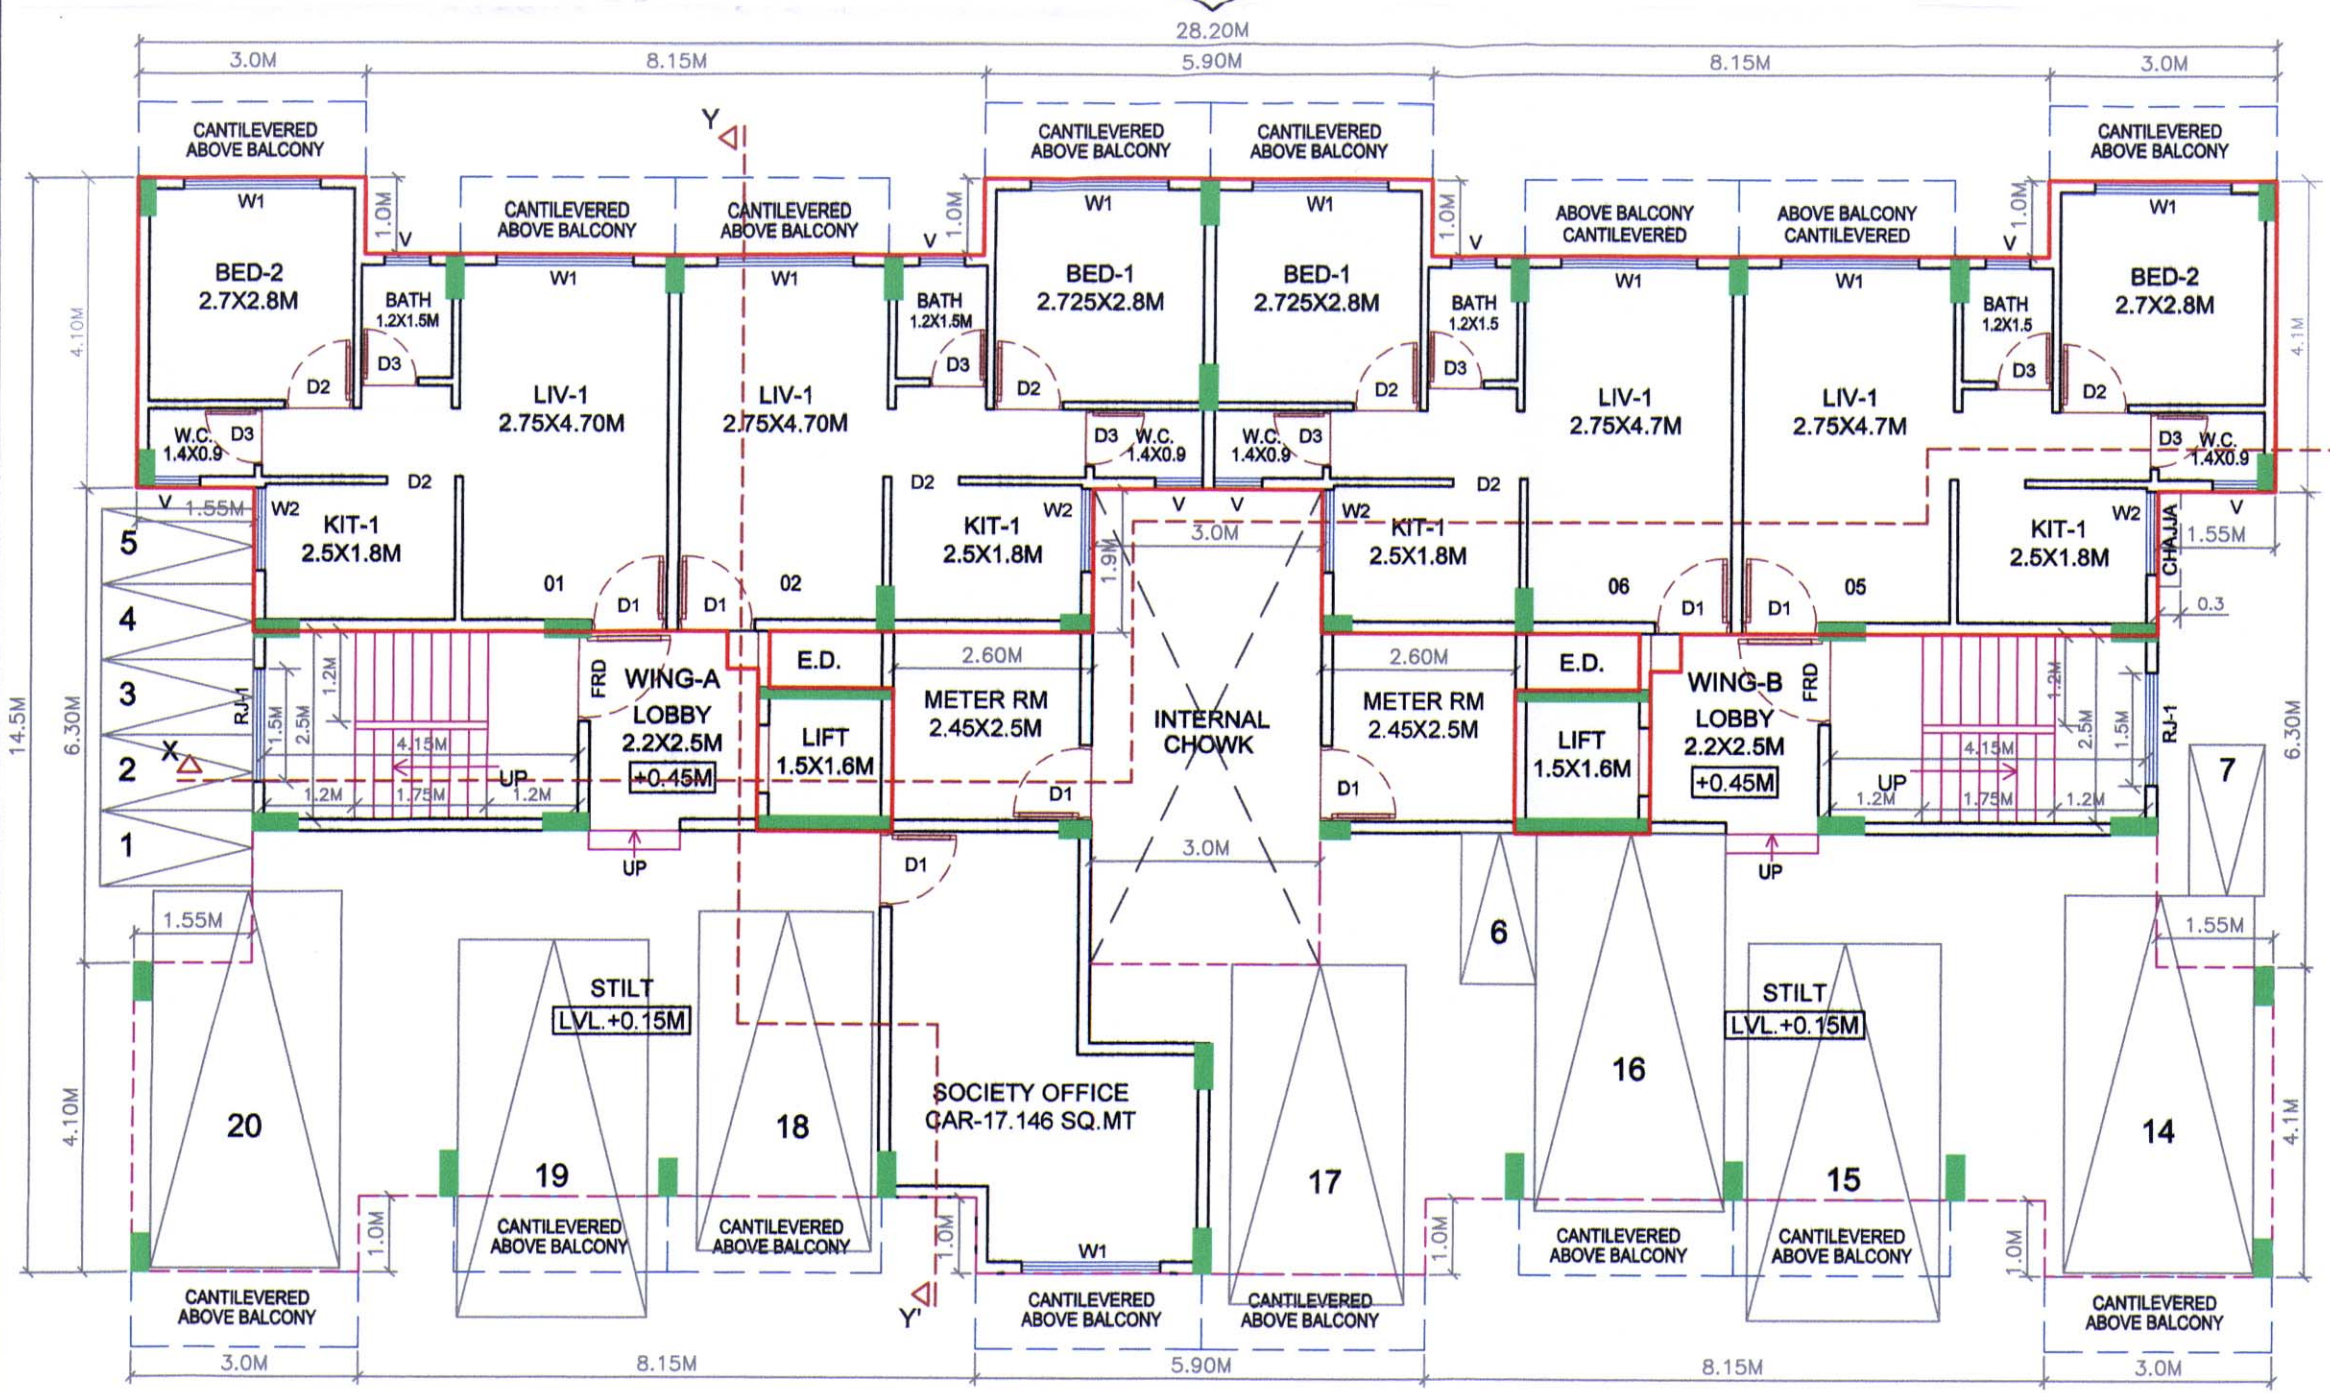 28.20M
3.0M
8.15M
5.90M
8.15M
3.0M
CANTILEVERED
ABOVE BALCONY
Y
CANTILEVERED
ABOVE BALCONY
CANTILEVERED
ABOVE BALCONY
CANTILEVERED
ABOVE BALCONY
W1
1.0M
CANTILEVERED
ABOVE BALCONY
CANTILEVERED
ABOVE BALCONY
1.0M
W1
W1
1.0M
ABOVE BALCONY
CANTILEVERED
ABOVE BALCONY
CANTILEVERED
1.0M
W1
V
V
V
V
BED-2
2.7X2.8M
W1
W1
BED-1
2.725X2.8M
BED-1
2.725X2.8M
W1
W1
BED-2
2.7X2.8M
BATH
1.2X1.5M
BATH
1.2X1.5M
BATH
1.2X1.5
BATH
1.2X1.5
4.10M
4.1M
D3
D3
D3
D3
D2
D2
D2
D2
LIV-1
2.75X4.70M
LIV-1
2.75X4.70M
LIV-1
2.75X4.7M
LIV-1
2.75X4.7M
W.C.
1.4X0.9
D3
D3
W.C.
1.4X0.9
W.C.
1.4X0.9
D3
D3
W.C.
1.4X0.9
D2
D2
D2
V
1.55M
W2
KIT-1
2.5X1.8M
KIT-1
2.5X1.8M
W2
V
V
3.0M
1.9M
W2
KIT-1
2.5X1.8M
KIT-1
2.5X1.8M
W2
CHAJJA
V
1.55M
0.3
5
4
3
2
1
01
D1
D1
02
06
D1
D1
05
14.5M
6.30M
RJ-1
1.5M
2.5M
1.2M
4.15M
UP
1.2M
1.75M
1.2M
X
FRD
WING-A
LOBBY
2.2X2.5M
+0.45M
E.D.
LIFT
1.5X1.6M
2.60M
METER RM
2.45X2.5M
D1
INTERNAL
CHOWK
2.60M
METER RM
2.45X2.5M
D1
E.D.
LIFT
1.5X1.6M
WING-B
LOBBY
2.2X2.5M
+0.45M
FRD
1.2M
2.5M
1.5M
RJ-1
4.15M
UP
1.2M
1.75M
1.2M
6.30M
7
UP
D1
3.0M
UP
1.55M
6
1.55M
STILT
LVL.+0.15M
STILT
LVL.+0.15M
4.10M
4.1M
20
19
18
SOCIETY OFFICE
CAR-17.146 SQ.MT
17
16
15
14
1.0M
CANTILEVERED
ABOVE BALCONY
CANTILEVERED
ABOVE BALCONY
1.0M
W1
1.0M
CANTILEVERED
ABOVE BALCONY
CANTILEVERED
ABOVE BALCONY
1.0M
CANTILEVERED
ABOVE BALCONY
Y'
CANTILEVERED
ABOVE BALCONY
CANTILEVERED
ABOVE BALCONY
CANTILEVERED
ABOVE BALCONY
3.0M
8.15M
5.90M
8.15M
3.0M